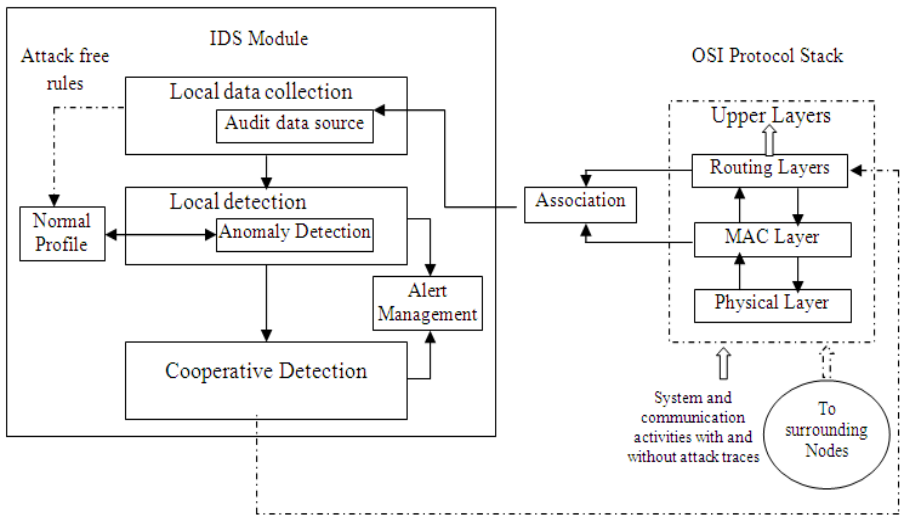 IDS Module
Attack free
rules
Local data collection
Audit data source
Local detection
Anomaly Detection
Normal
Profile
Alert
Management
Cooperative Detection
Association
OSI Protocol Stack
Upper Layers
Routing Layers
MAC Layer
Physical Layer
System and
communication
activities with and
without attack traces
To
surrounding
Nodes